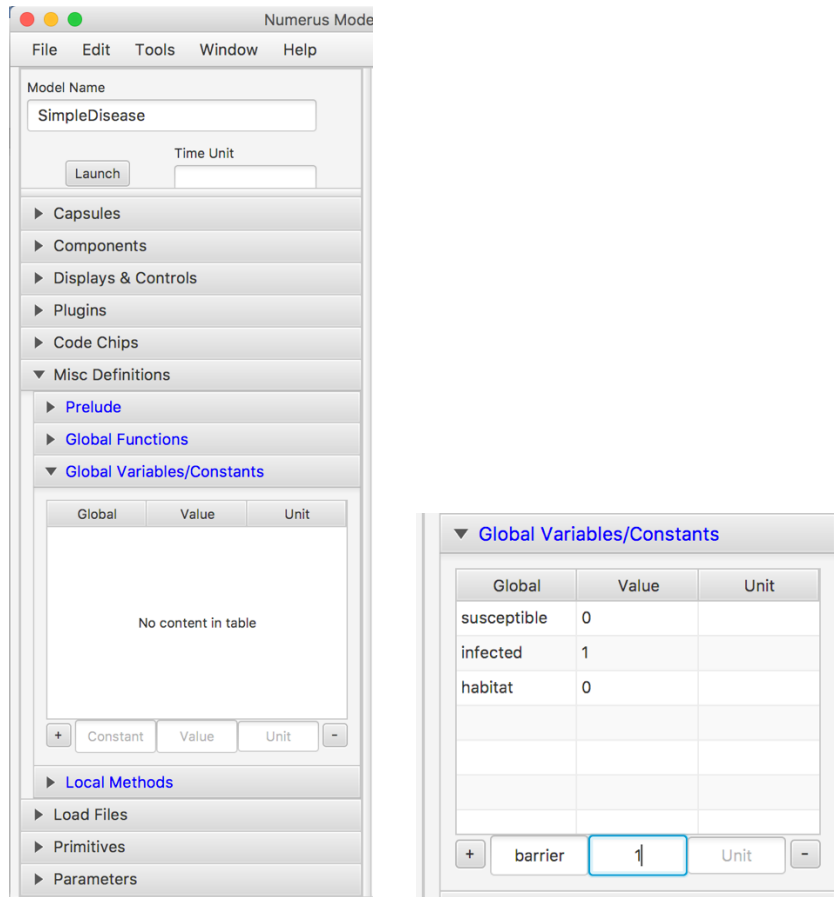 Numerus Mode
File Edit Tools Window Help
Model Name
SimpleDisease
Time Unit
Launch
Capsules
Components
Displays & Controls
Plugins
Code Chips
Misc Definitions
Prelude
Global Functions
Global Variables/Constants
Global Value Unit
No content in table
+ Constant Value Unit -
Local Methods
Load Files
Primitives
Parameters
Global Variables/Constants
Global Value Unit
susceptible 0
infected 1
habitat 0
+ barrier 1 Unit -